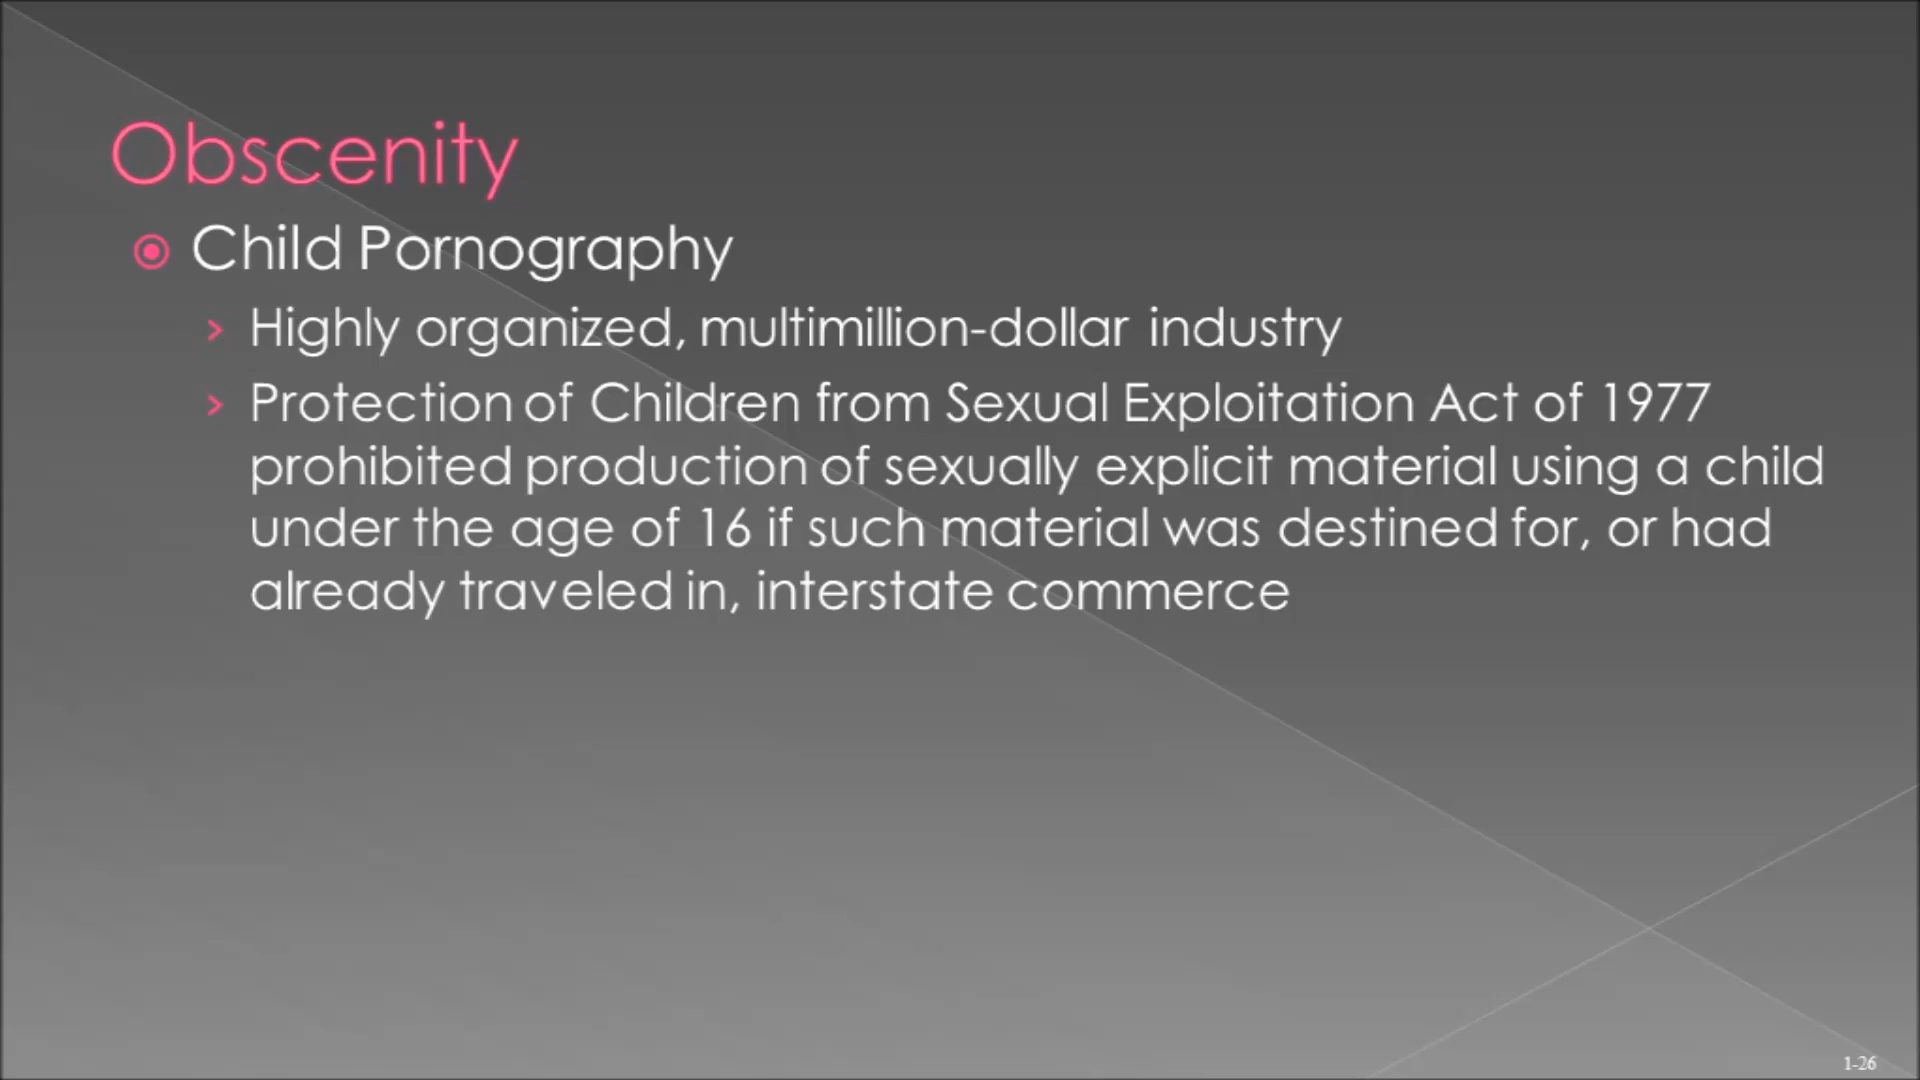 Obscenity
Child Pornography
› Highly organized, multimillion-dollar industry
› Protection of Children from Sexual Exploitation Act of 1977
prohibited production of sexually explicit material using a child
under the age of 16 if such material was destined for, or had
already traveled in, interstate commerce
1-26